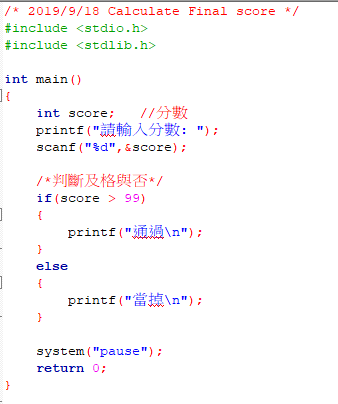 /* 2019/9/18 Calculate Final score */
#include <stdio.h>
#include <stdlib.h>
int main()
{
int score; //分數
printf("請輸入分數: ");
scanf("%d",&score);
/*判斷及格與否*/
if(score > 99)
{
printf("通過\n");
}
else
{
printf("當掉\n");
}
system("pause");
return 0;
}